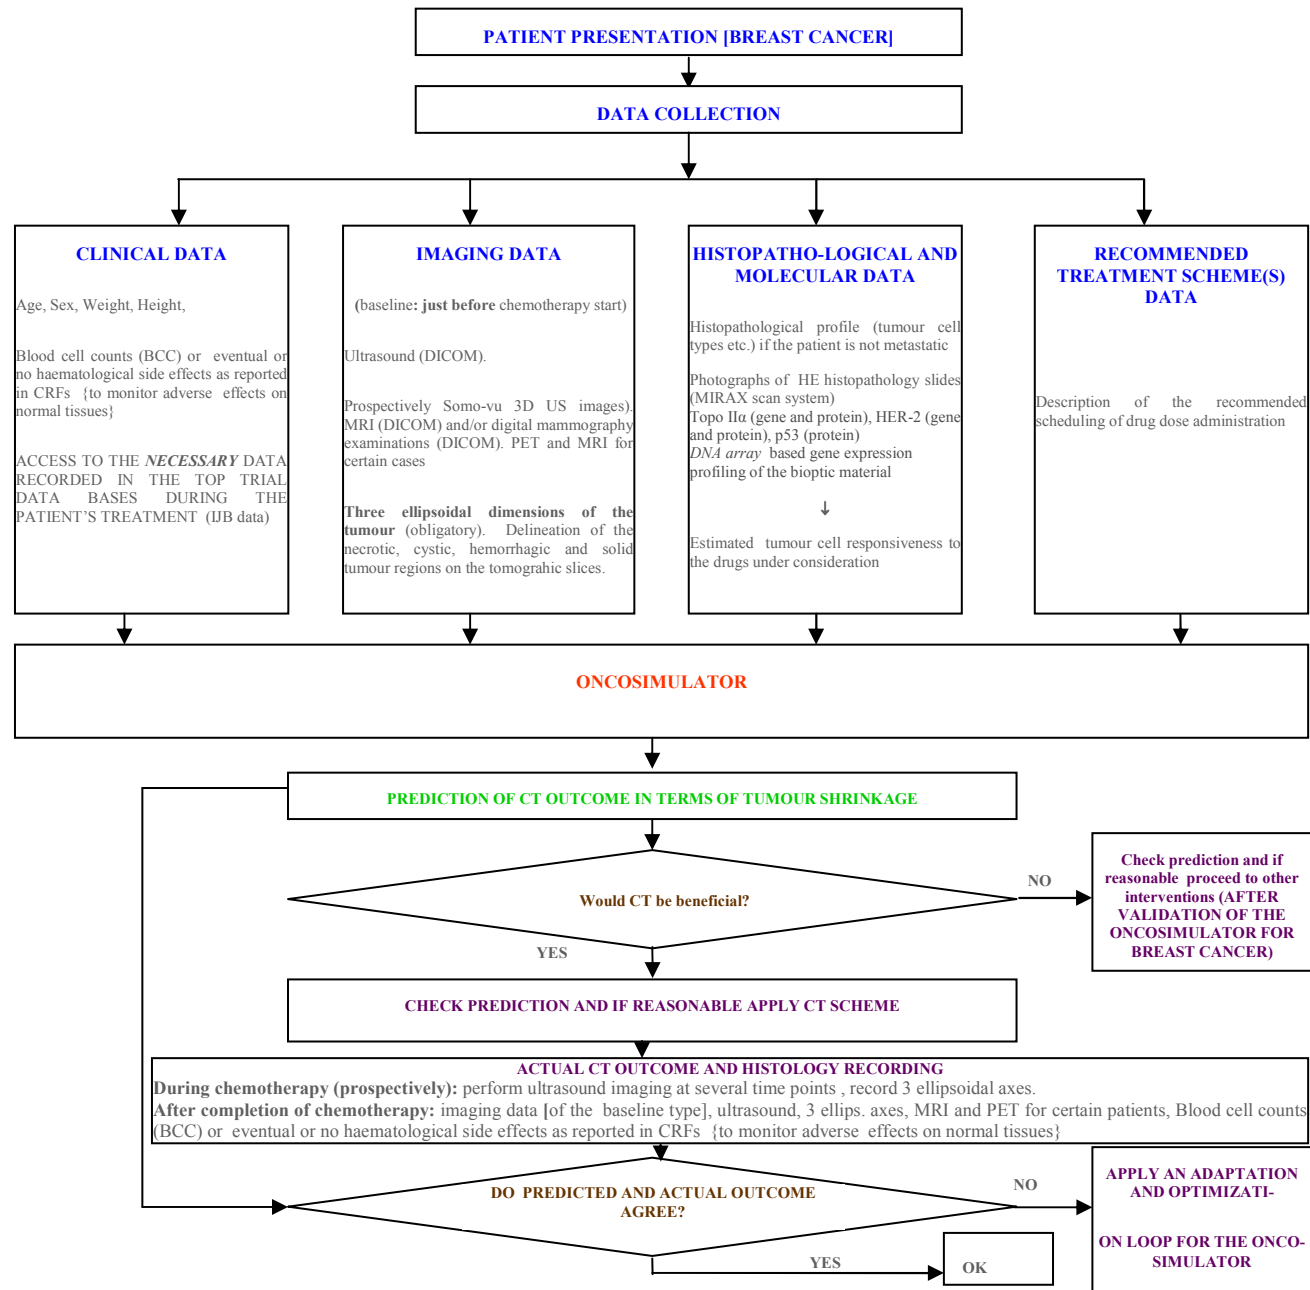 PATIENT PRESENTATION [BREAST CANCER]
DATA COLLECTION
CLINICAL DATA
Age, Sex, Weight, Height,
Blood cell counts (BCC) or eventual or
no haematological side effects as reported
in CRFs {to monitor adverse effects on
normal tissues}
ACCESS TO THE NECESSARY DATA
RECORDED IN THE TOP TRIAL
DATA BASES DURING THE
PATIENT'S TREATMENT (IJB data)
IMAGING DATA
(baseline: just before chemotherapy start)
Ultrasound (DICOM).
Prospectively Somo-vu 3D US images).
MRI (DICOM) and/or digital mammography
examinations (DICOM). PET and MRI for
certain cases
Three ellipsoidal dimensions of the
tumour (obligatory). Delineation of the
necrotic, cystic, hemorrhagic and solid
tumour regions on the tomograhic slices.
HISTOPATHO-LOGICAL AND
MOLECULAR DATA
Histopathological profile (tumour cell
types etc.) if the patient is not metastatic
Photographs of HE histopathology slides
(MIRAX scan system)
Topo IIα (gene and protein), HER-2 (gene
and protein), p53 (protein)
DNA array based gene expression
profiling of the bioptic material
↓
Estimated tumour cell responsiveness to
the drugs under consideration
RECOMMENDED
TREATMENT SCHEME(S)
DATA
Description of the recommended
scheduling of drug dose administration
ONCOSIMULATOR
PREDICTION OF CT OUTCOME IN TERMS OF TUMOUR SHRINKAGE
Would CT be beneficial?
NO
Check prediction and if
reasonable proceed to other
interventions (AFTER
VALIDATION OF THE
ONCOSIMULATOR FOR
BREAST CANCER)
YES
CHECK PREDICTION AND IF REASONABLE APPLY CT SCHEME
ACTUAL CT OUTCOME AND HISTOLOGY RECORDING
During chemotherapy (prospectively): perform ultrasound imaging at several time points , record 3 ellipsoidal axes.
After completion of chemotherapy: imaging data [of the baseline type], ultrasound, 3 ellips. axes, MRI and PET for certain patients, Blood cell counts
(BCC) or eventual or no haematological side effects as reported in CRFs {to monitor adverse effects on normal tissues}
DO PREDICTED AND ACTUAL OUTCOME
AGREE?
NO
APPLY AN ADAPTATION
AND OPTIMIZATI-
ON LOOP FOR THE ONCO-
SIMULATOR
YES
OK